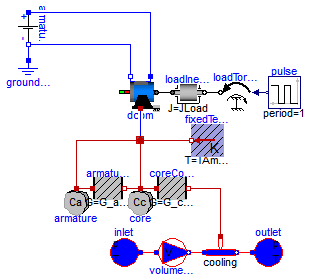 armatu...
ground...
dcpm
loadIne...
J=JLoad
loadTor...
pulse
period=1
fixedTe...
K
T=TAm...
armatu...
G=G_a...
coreCo...
G=G_c...
Ca
armature
Cc
core
inlet
volume...
cooling
outlet